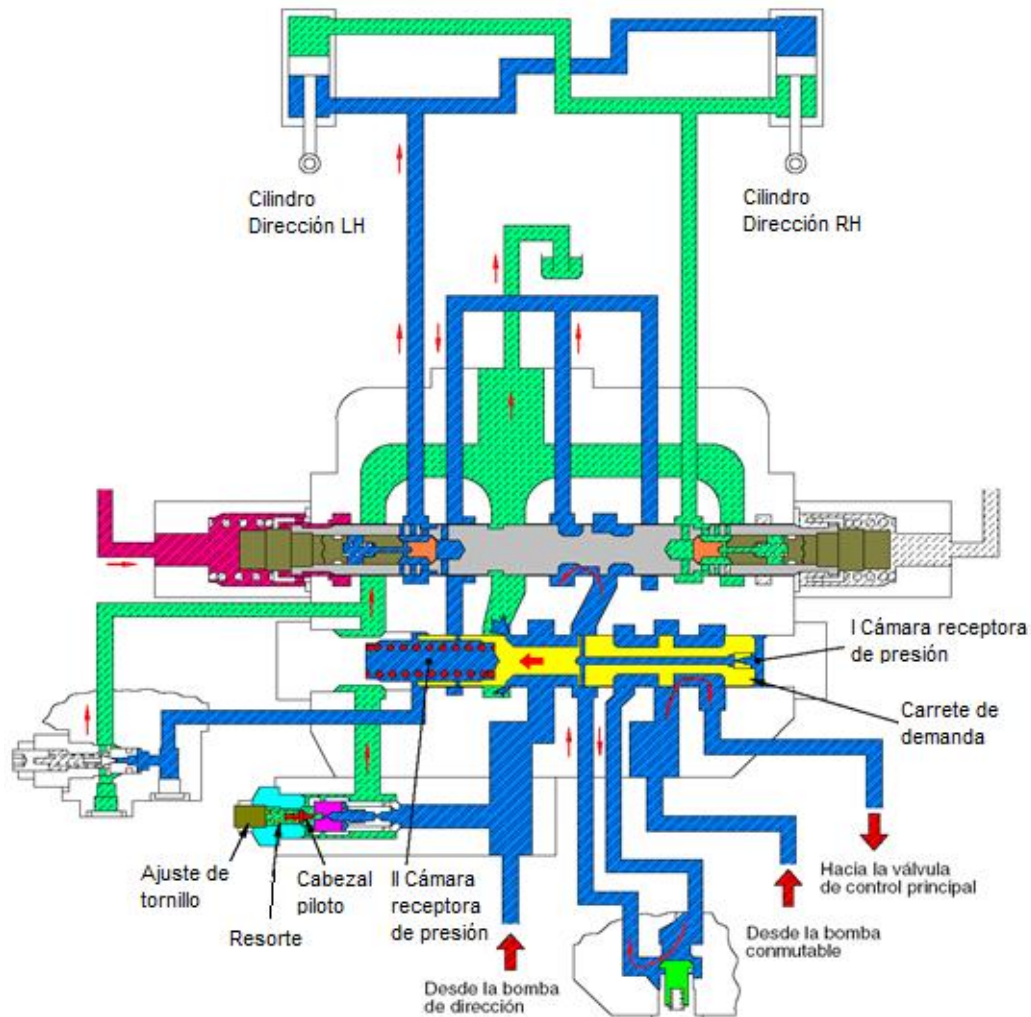 Cilindro
Dirección LH
Cilindro
Dirección RH
I Cámara receptora
de presión
Carrete de
demanda
Ajuste de
tornillo
Resorte
Cabezal
piloto
II Cámara
receptora
de presión
Desde la bomba
de dirección
Hacia la válvula
de control principal
Desde la bomba
conmutable